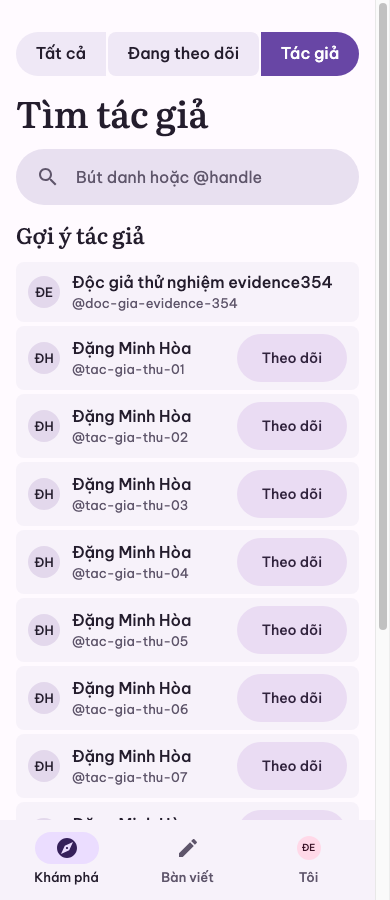 Tất cả
Đang theo dõi
Tác giả
Tìm tác giả
Bút danh hoặc @handle
Gợi ý tác giả
ĐE
Độc giả thử nghiệm evidence354
@doc-gia-evidence-354
ĐH
Đặng Minh Hòa
@tac-gia-thu-01
Theo dõi
ĐH
Đặng Minh Hòa
@tac-gia-thu-02
Theo dõi
ĐH
Đặng Minh Hòa
@tac-gia-thu-03
Theo dõi
ĐH
Đặng Minh Hòa
@tac-gia-thu-04
Theo dõi
ĐH
Đặng Minh Hòa
@tac-gia-thu-05
Theo dõi
ĐH
Đặng Minh Hòa
@tac-gia-thu-06
Theo dõi
ĐH
Đặng Minh Hòa
@tac-gia-thu-07
Theo dõi
ĐE
Khám phá
Bàn viết
Tôi